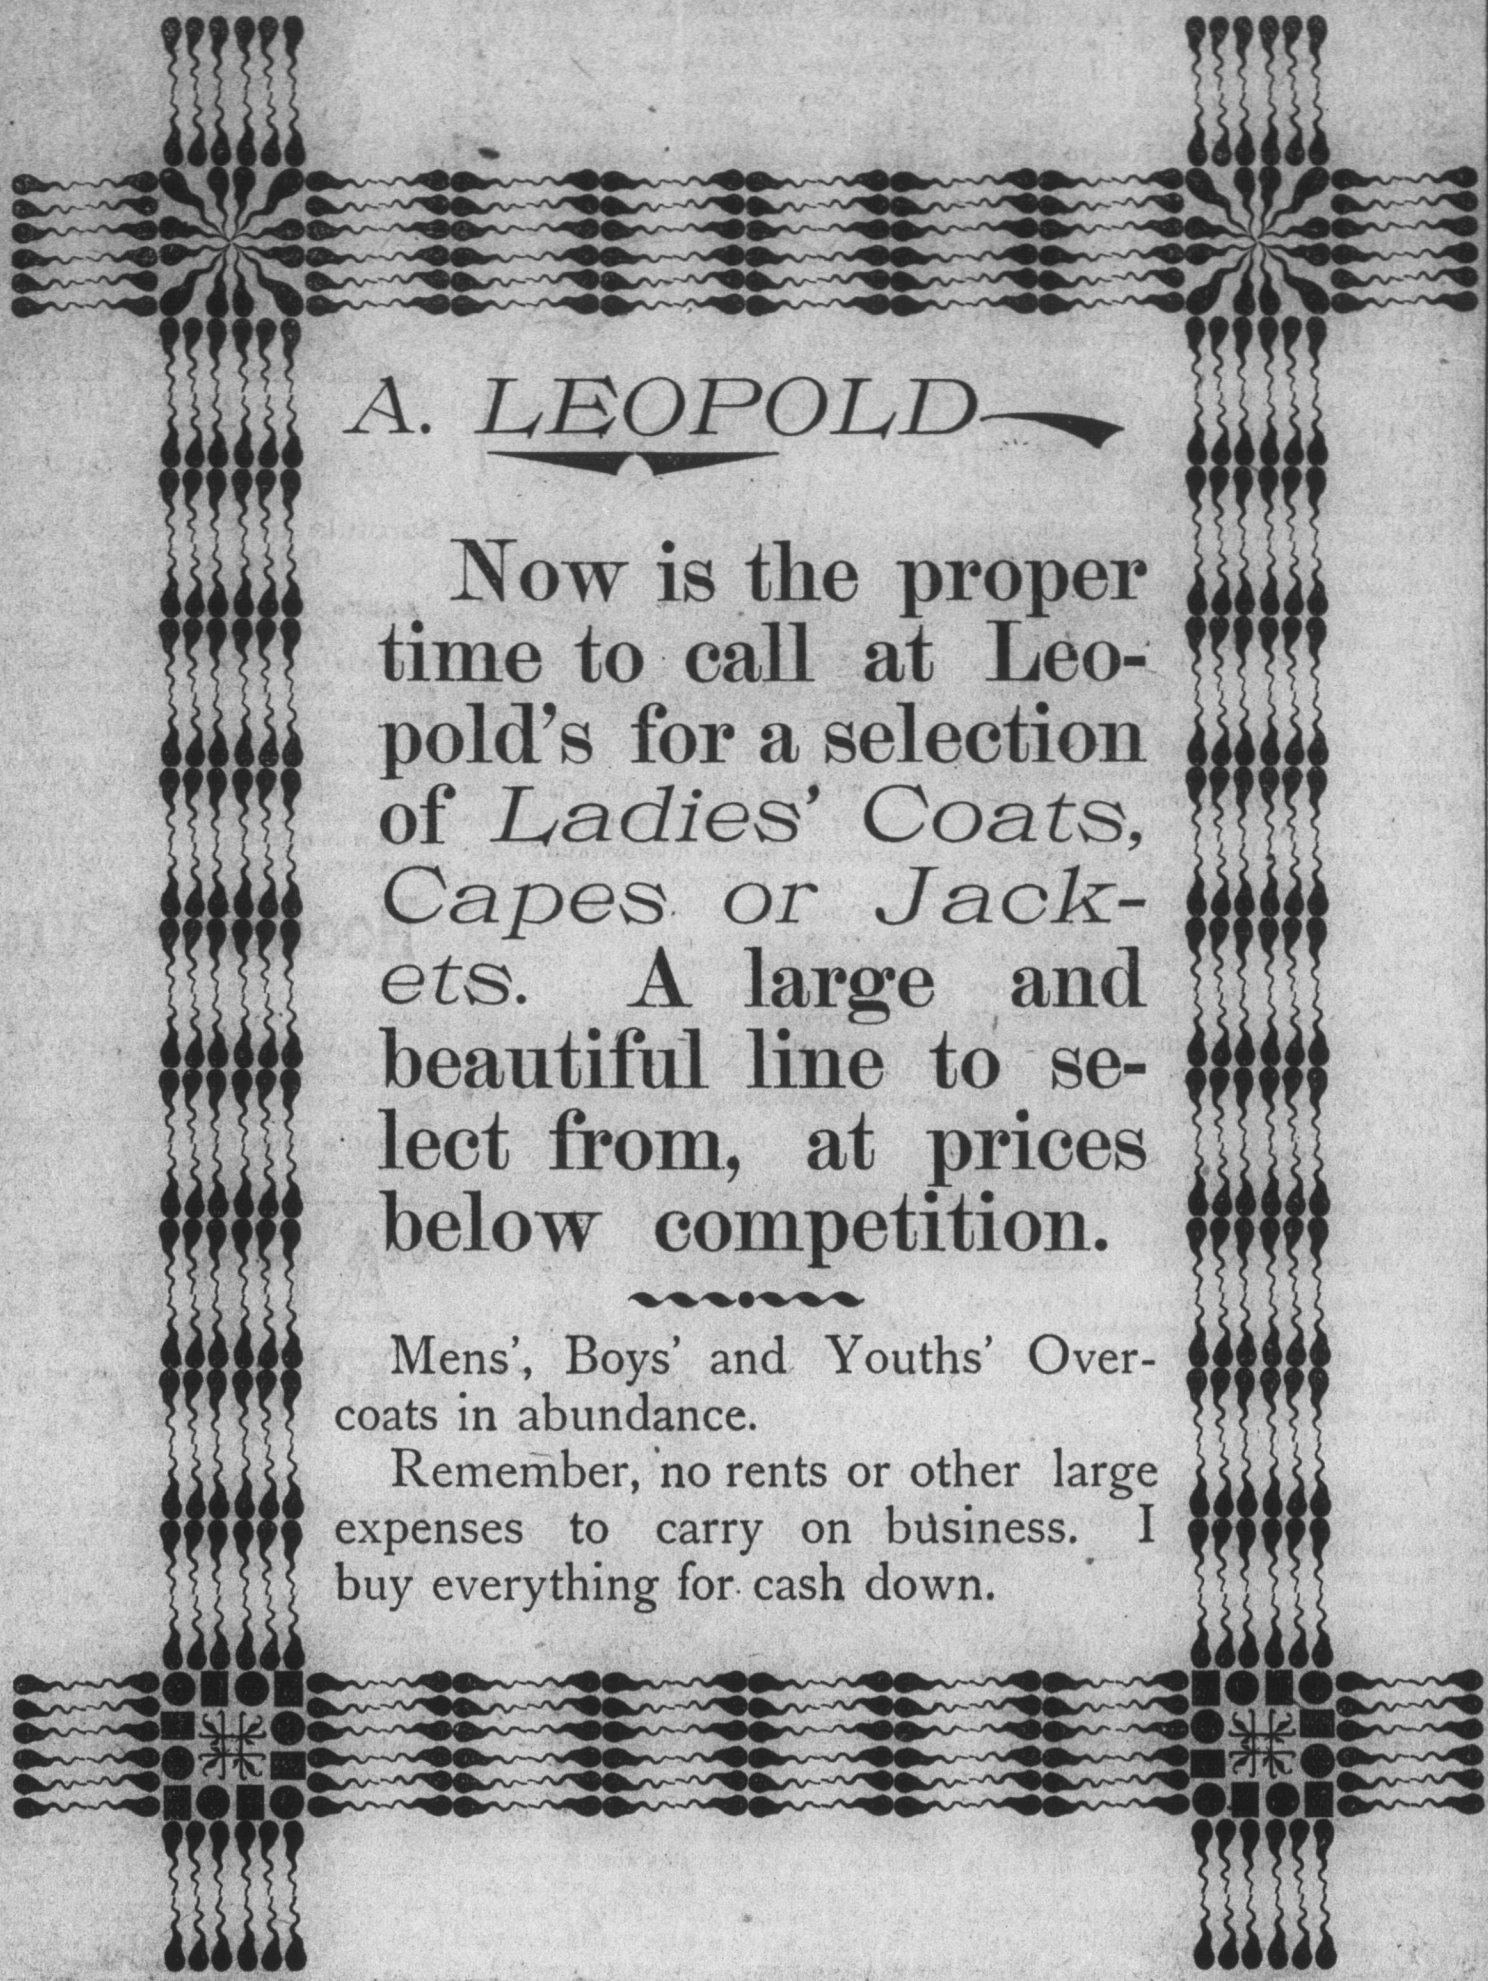 A. LEOPOLD
Now is the proper
time to call at Leo-
pold's for a selection
of Ladies' Coats,
Capes or Jack-
ets. A large and
beautiful line to se-
lect from, at prices
below competition.
Mens', Boys' and Youths' Over-
coats in abundance.
Remember, no rents or other large
expenses to carry on business. I
buy everything for cash down.